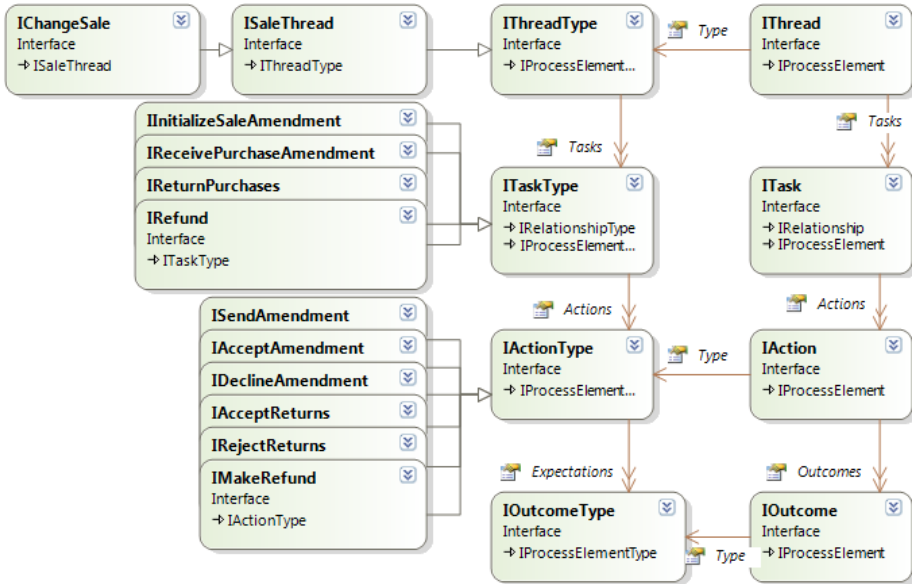 IChangeSale
Interface
ISaleThread
ISaleThread
Interface
IThreadType
IThreadType
Interface
IProcessElement...
Type
IThread
Interface
IProcessElement
Tasks
Tasks
IInitializeSaleAmendment
IReceivePurchaseAmendment
IReturnPurchases
IRefund
Interface
ITaskType
ITaskType
Interface
IRelationshipType
IProcessElement...
ITask
Interface
IRelationship
IProcessElement
Actions
Actions
ISendAmendment
IAcceptAmendment
IDeclineAmendment
IAcceptReturns
IRejectReturns
IMakeRefund
Interface
IActionType
IActionType
Interface
IProcessElement...
Type
IAction
Interface
IProcessElement
Expectations
Outcomes
IOutcomeType
Interface
IProcessElementType
Type
IOutcome
Interface
IProcessElement